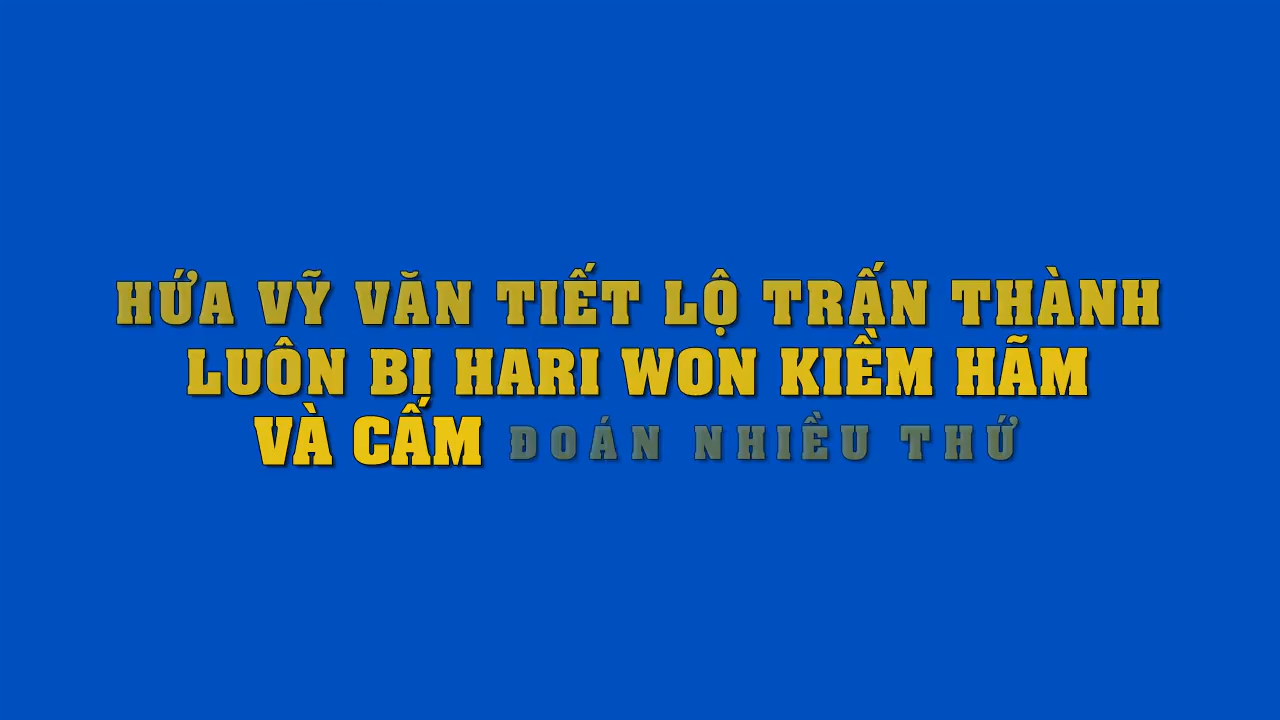 HỨA VỸ VĂN TIẾT LỘ TRẤN THÀNH
LUÔN BỊ HARI WON KIỀM HÃM
VÀ CẤM ĐOÁN NHIỀU THỨ